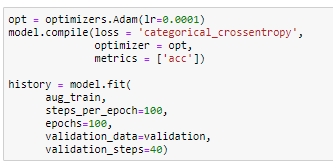 opt = optimizers.Adam(lr=0.0001)
model.compile(loss = 'categorical_crossentropy',
              optimizer = opt,
              metrics = ['acc'])

history = model.fit(
      aug_train,
      steps_per_epoch=100,
      epochs=100,
      validation_data=validation,
      validation_steps=40)